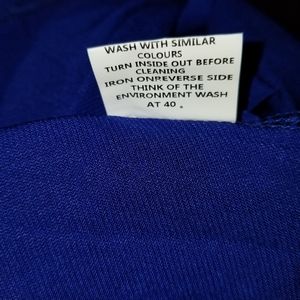 WASH WITH SIMILAR
COLOURS
TURN INSIDE OUT BEFORE
CLEANING
IRON ONREVERSE SIDE
THINK OF THE
ENVIRONMENT WASH
AT 40 °